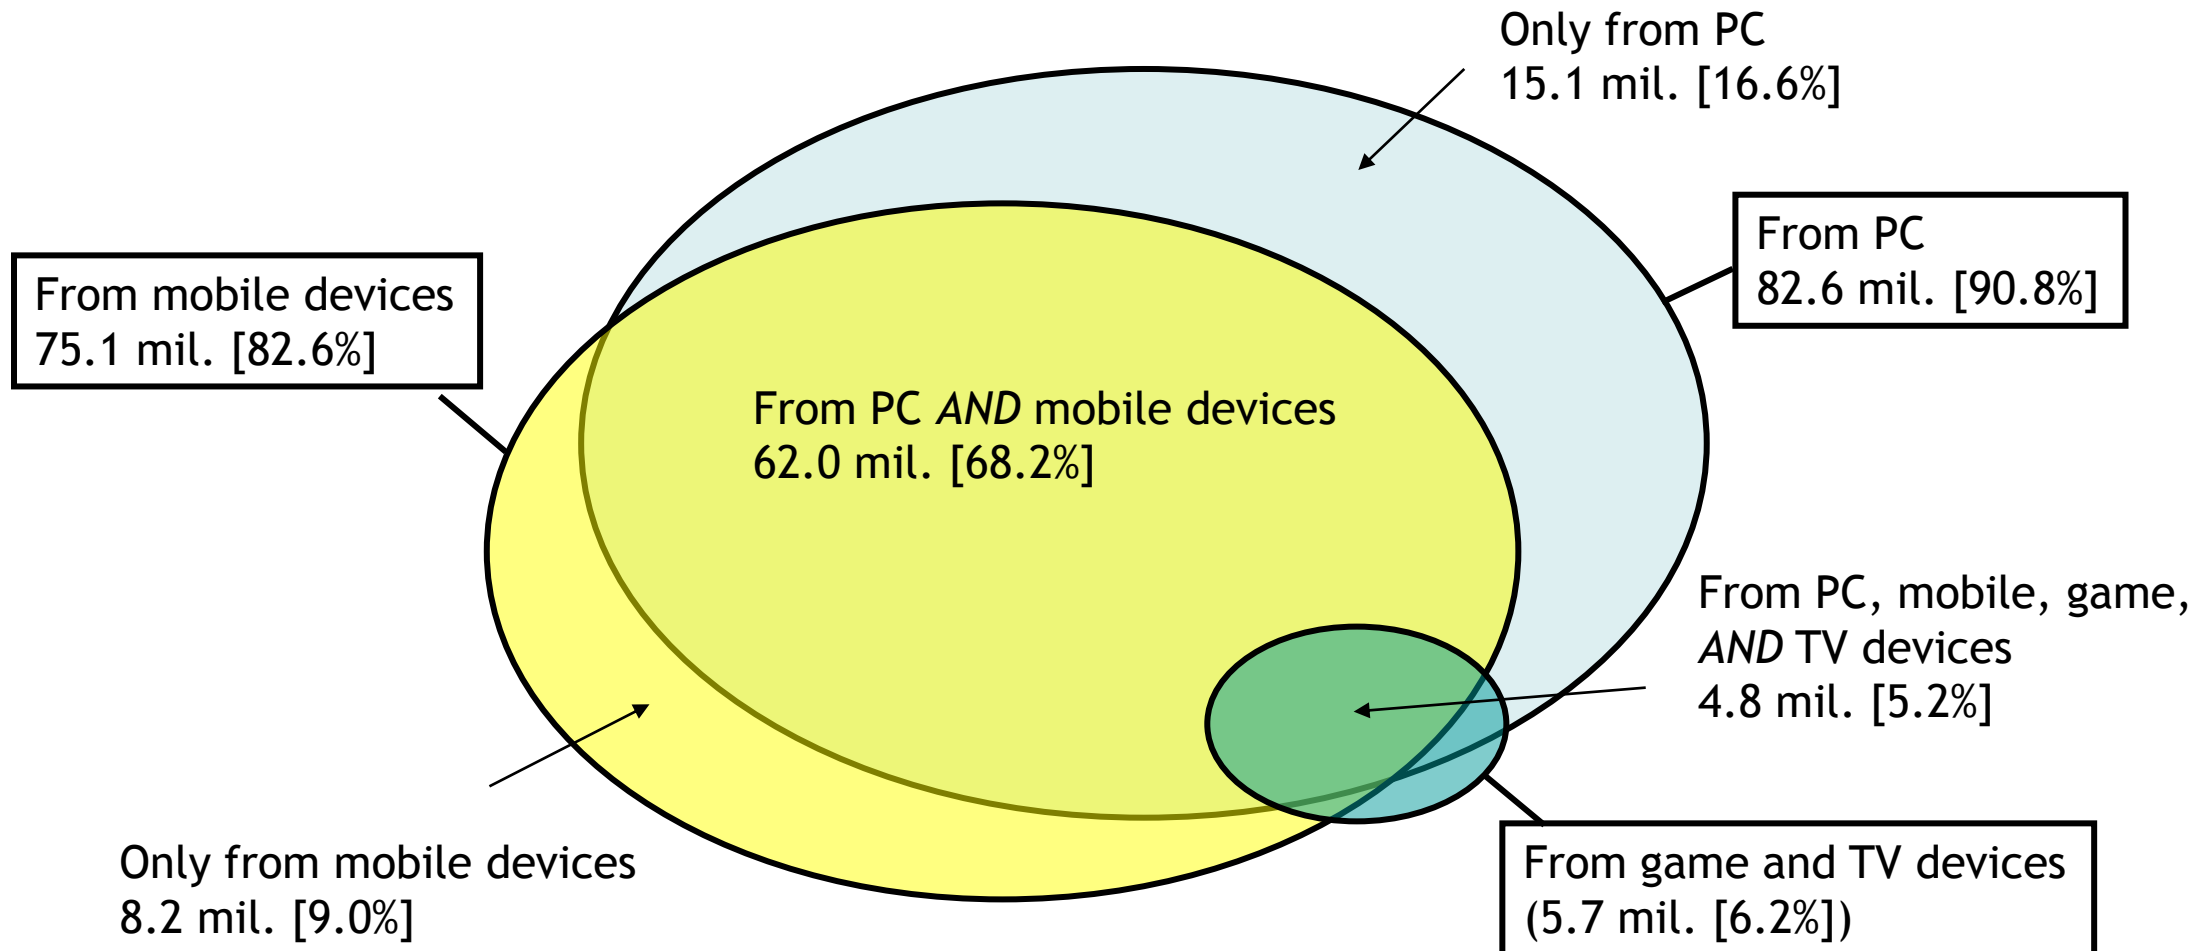 Only from PC
15.1 mil. [16.6%]
From PC
82.6 mil. [90.8%]
From mobile devices
75.1 mil. [82.6%]
From PC AND mobile devices
62.0 mil. [68.2%]
From PC, mobile, game,
AND TV devices
4.8 mil. [5.2%]
Only from mobile devices
8.2 mil. [9.0%]
From game and TV devices
(5.7 mil. [6.2%])